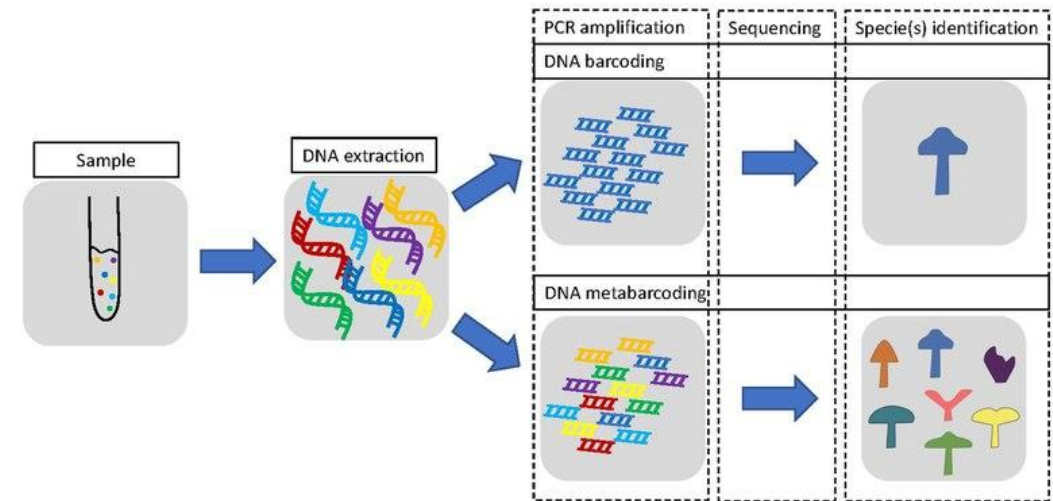 Sample
DNA extraction
PCR amplification
Sequencing
Specie(s) identification
DNA barcoding
DNA metabarcoding